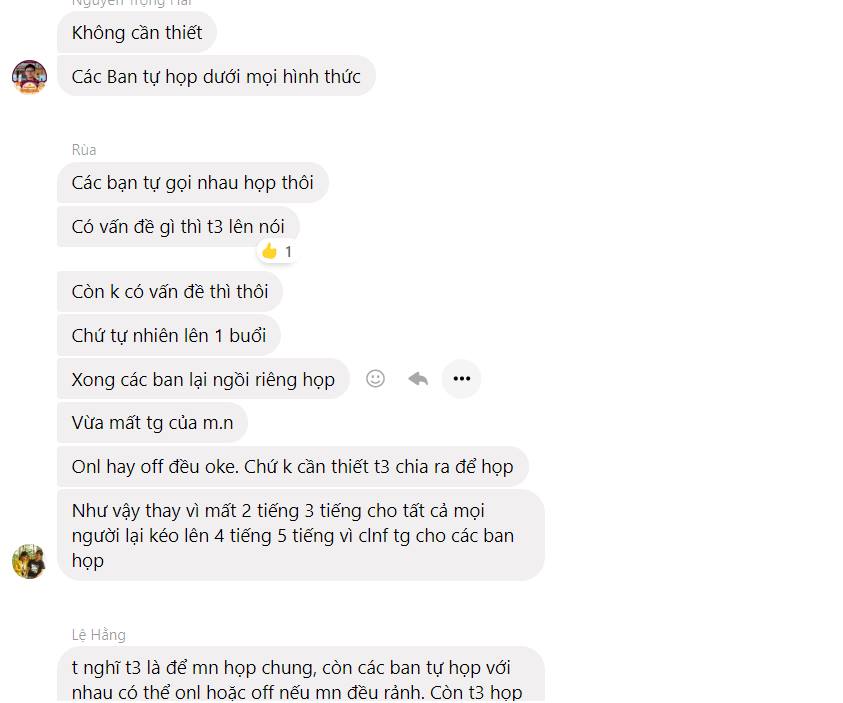 Nguyễn Trọng Hải
Không cần thiết
Các Ban tự họp dưới mọi hình thức
Rùa
Các bạn tự gọi nhau họp thôi
Có vấn đề gì thì t3 lên nói
1
Còn k có vấn đề thì thôi
Chứ tự nhiên lên 1 buổi
Xong các ban lại ngồi riêng họp
Vừa mất tg của m.n
Onl hay off đều oke. Chứ k cần thiết t3 chia ra để họp
Như vậy thay vì mất 2 tiếng 3 tiếng cho tất cả mọi
người lại kéo lên 4 tiếng 5 tiếng vì clnf tg cho các ban
họp
Lệ Hằng
t nghĩ t3 là để mn họp chung, còn các ban tự họp với
nhau có thể onl hoặc off nếu mn đều rảnh. Còn t3 họp